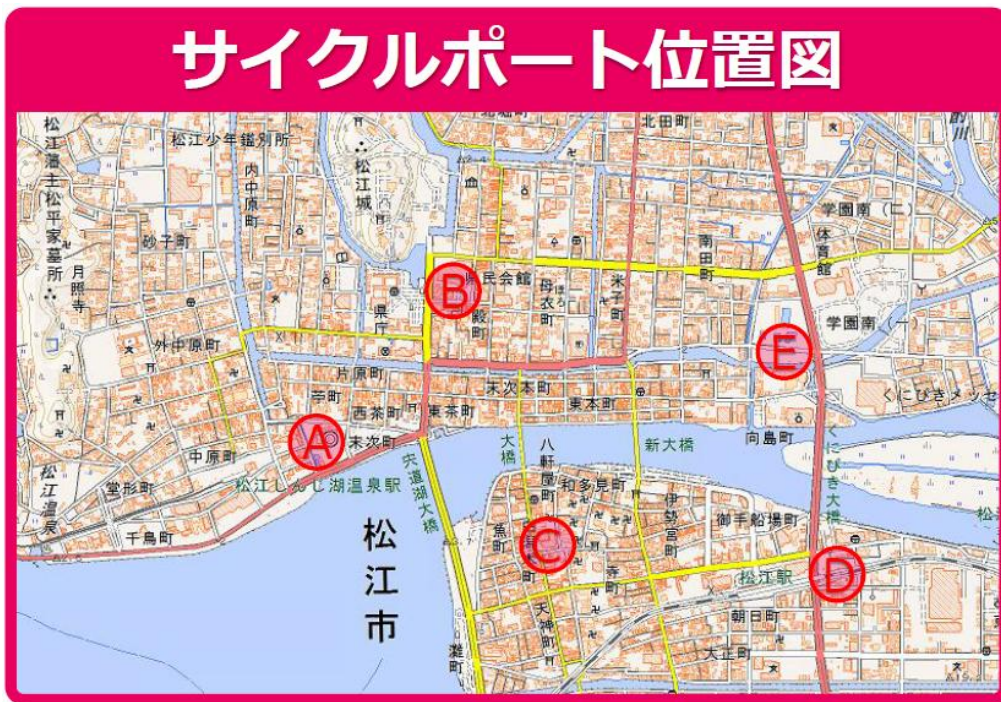 サイクルポート位置図
松江藩主松平家墓所
月照寺
松江少年鑑別所
内中原町
砂子町
外中原町
松江城
北堀町
北田町
県民会館
県庁
殿町
母衣町
ほろ
米子町
南田町
体育館
学園南(二)
学園南(一)
B
E
片原町
苧町
西茶町
東茶町
末次本町
東本町
くにびきメッセ
A
末次町
中原町
堂形町
千鳥町
松江温泉
松江しんじ湖温泉駅
宍道湖大橋
大橋
八軒屋町
新大橋
向島町
くにびき大橋
和多見町
伊勢宮町
御手船場町
魚町
C
寺町
天神町
灘町
松江駅
D
朝日町
大正町
松江市